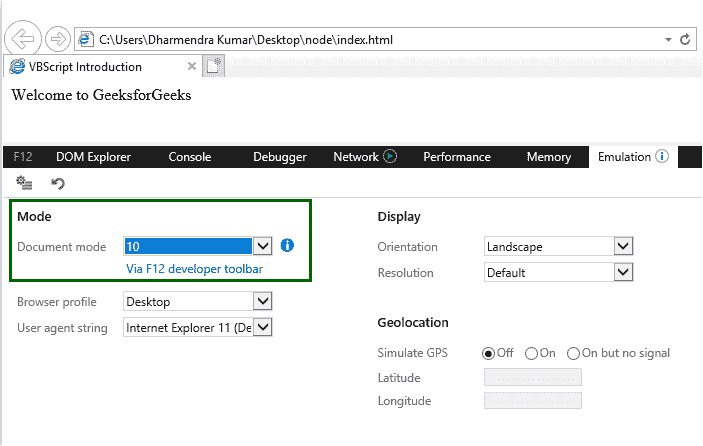 C:\Users\Dharmendra Kumar\Desktop\node\index.html
VBScript Introduction
Welcome to GeeksforGeeks
F12 DOM Explorer Console Debugger Network Performance Memory Emulation
Mode
Document mode 10
Via F12 developer toolbar
Browser profile Desktop
User agent string Internet Explorer 11 (De
Display
Orientation Landscape
Resolution Default
Geolocation
Simulate GPS Off On On but no signal
Latitude
Longitude